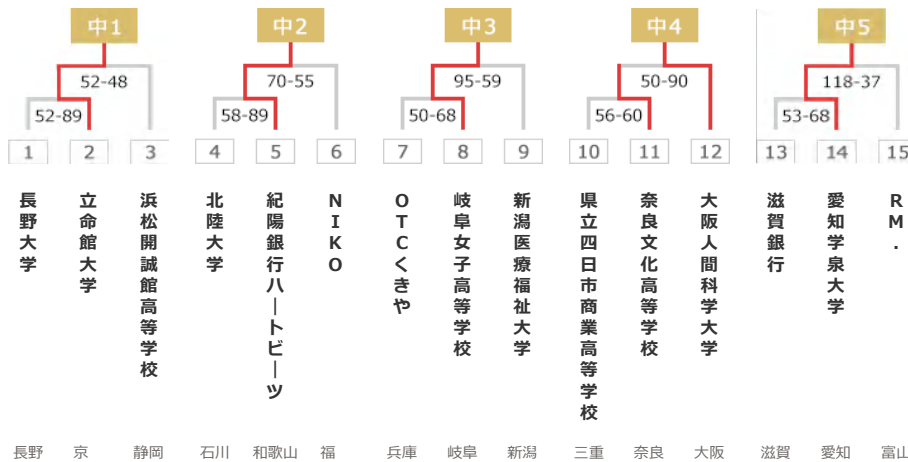 中1
中2
中3
中4
中5
52-48
70-55
95-59
50-90
118-37
52-89
58-89
50-68
56-60
53-68
1
2
3
4
5
6
7
8
9
10
11
12
13
14
15
長野大学
立命館大学
浜松開誠館高等学校
北陸大学
紀陽銀行ハートビーツ
NIKO
OTCくきや
岐阜女子高等学校
新潟医療福祉大学
県立四日市商業高等学校
奈良文化高等学校
大阪人間科学大学
滋賀銀行
愛知学泉大学
RM.
長野
京
静岡
石川
和歌山
福
兵庫
岐阜
新潟
三重
奈良
大阪
滋賀
愛知
富山